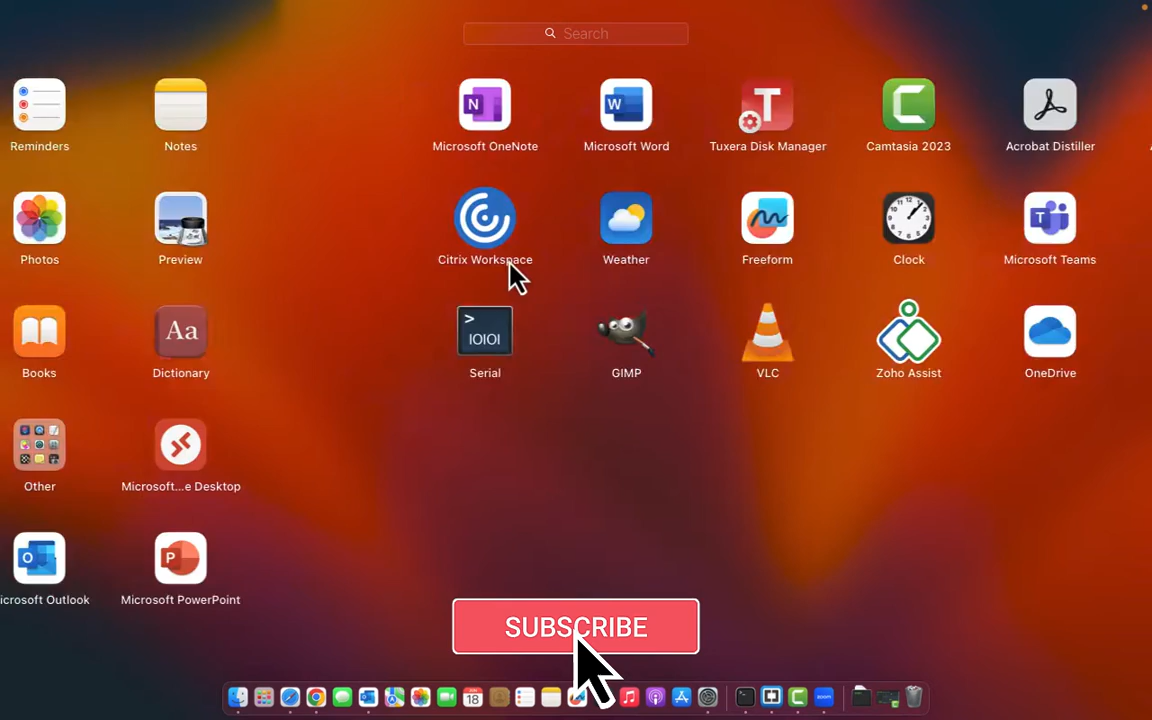 Search
Reminders
Notes
Microsoft OneNote
Microsoft Word
Tuxera Disk Manager
Camtasia 2023
Acrobat Distiller
Photos
Preview
Citrix Workspace
Weather
Freeform
Clock
Microsoft Teams
Books
Dictionary
Serial
GIMP
VLC
Zoho Assist
OneDrive
Other
Microsoft...e Desktop
icrosoft Outlook
Microsoft PowerPoint
SUBSCRIBE
N
W
T
C
Aa
>
IOIOI
O
P
18
zoom